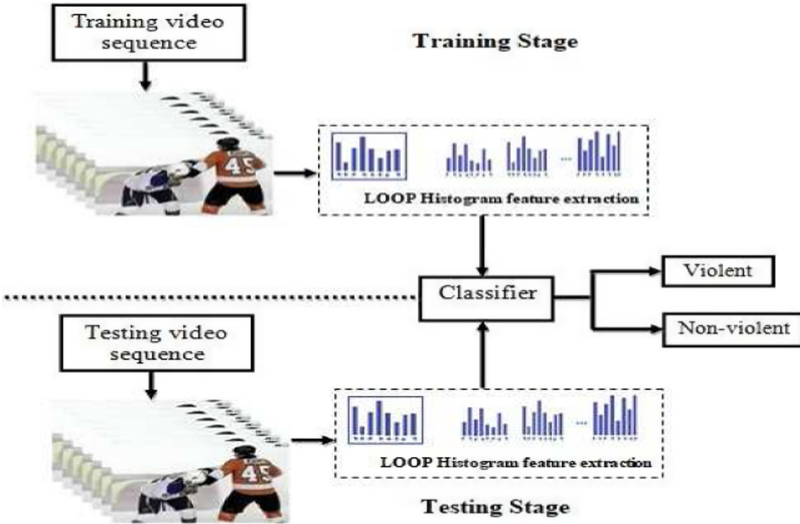 Training video
sequence
Training Stage
45
...
LOOP Histogram feature extraction
Classifier
Violent
Non-violent
Testing video
sequence
45
...
LOOP Histogram feature extraction
Testing Stage